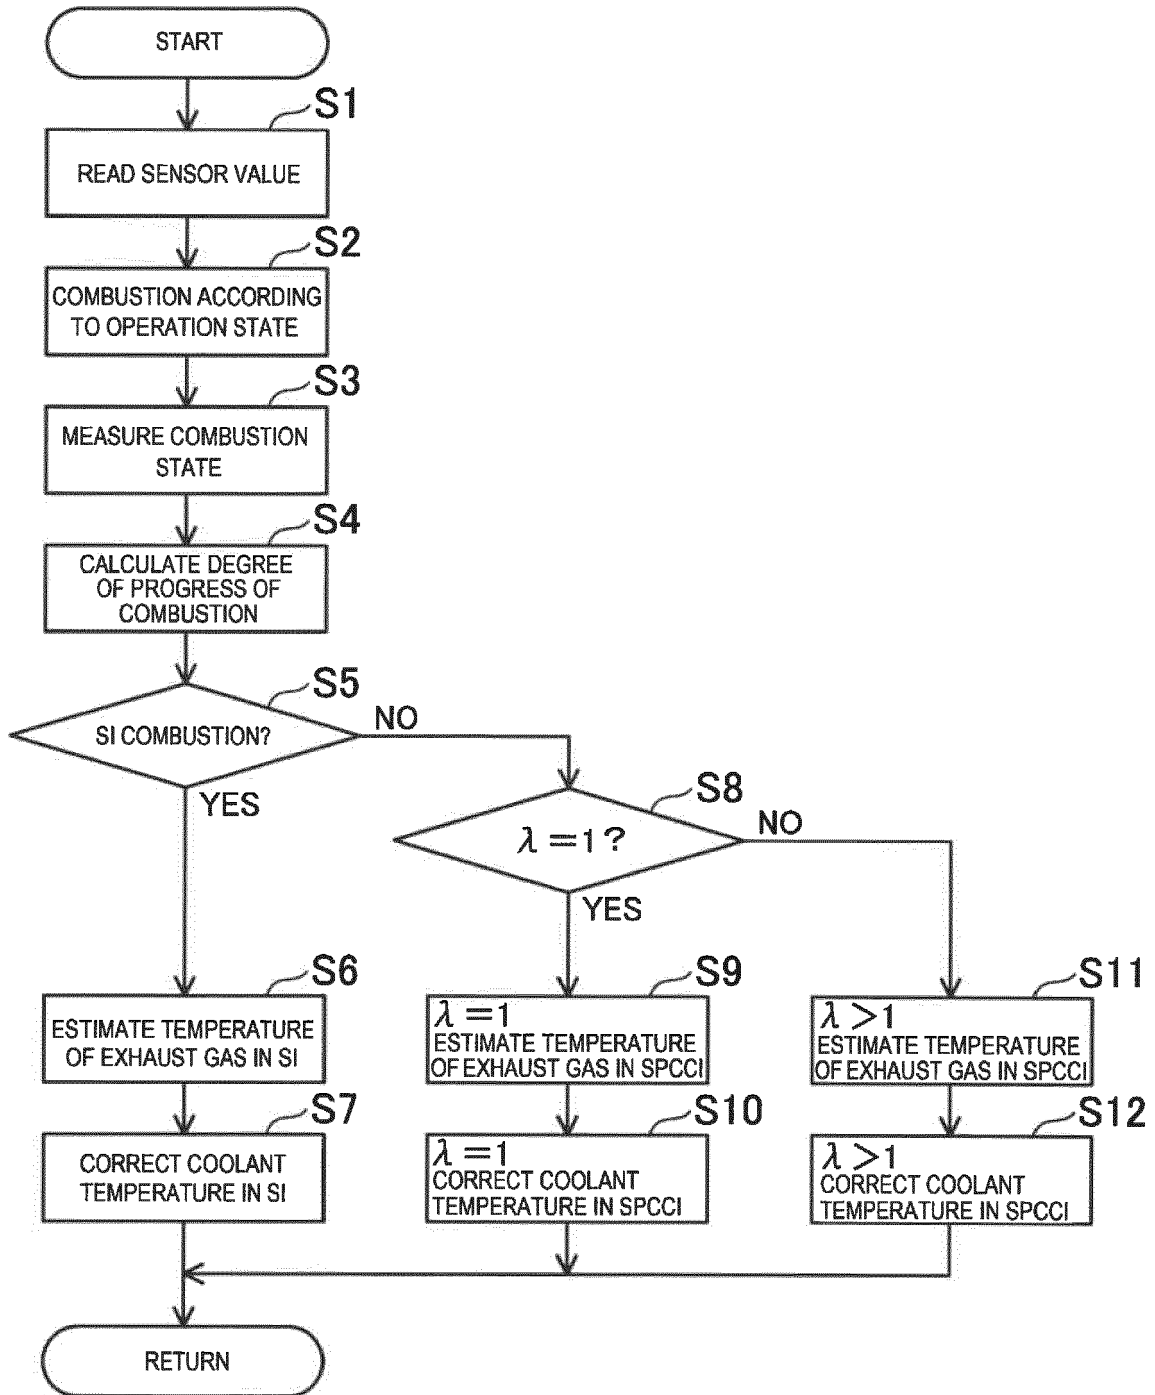 START
S1
READ SENSOR VALUE
S2
COMBUSTION ACCORDING
TO OPERATION STATE
S3
MEASURE COMBUSTION
STATE
S4
CALCULATE DEGREE
OF PROGRESS OF
COMBUSTION
S5
SI COMBUSTION?
NO
YES
S8
λ=1?
NO
YES
S6
ESTIMATE TEMPERATURE
OF EXHAUST GAS IN SI
S7
CORRECT COOLANT
TEMPERATURE IN SI
S9
λ=1
ESTIMATE TEMPERATURE
OF EXHAUST GAS IN SPCCI
S10
λ=1
CORRECT COOLANT
TEMPERATURE IN SPCCI
S11
λ>1
ESTIMATE TEMPERATURE
OF EXHAUST GAS IN SPCCI
S12
λ>1
CORRECT COOLANT
TEMPERATURE IN SPCCI
RETURN